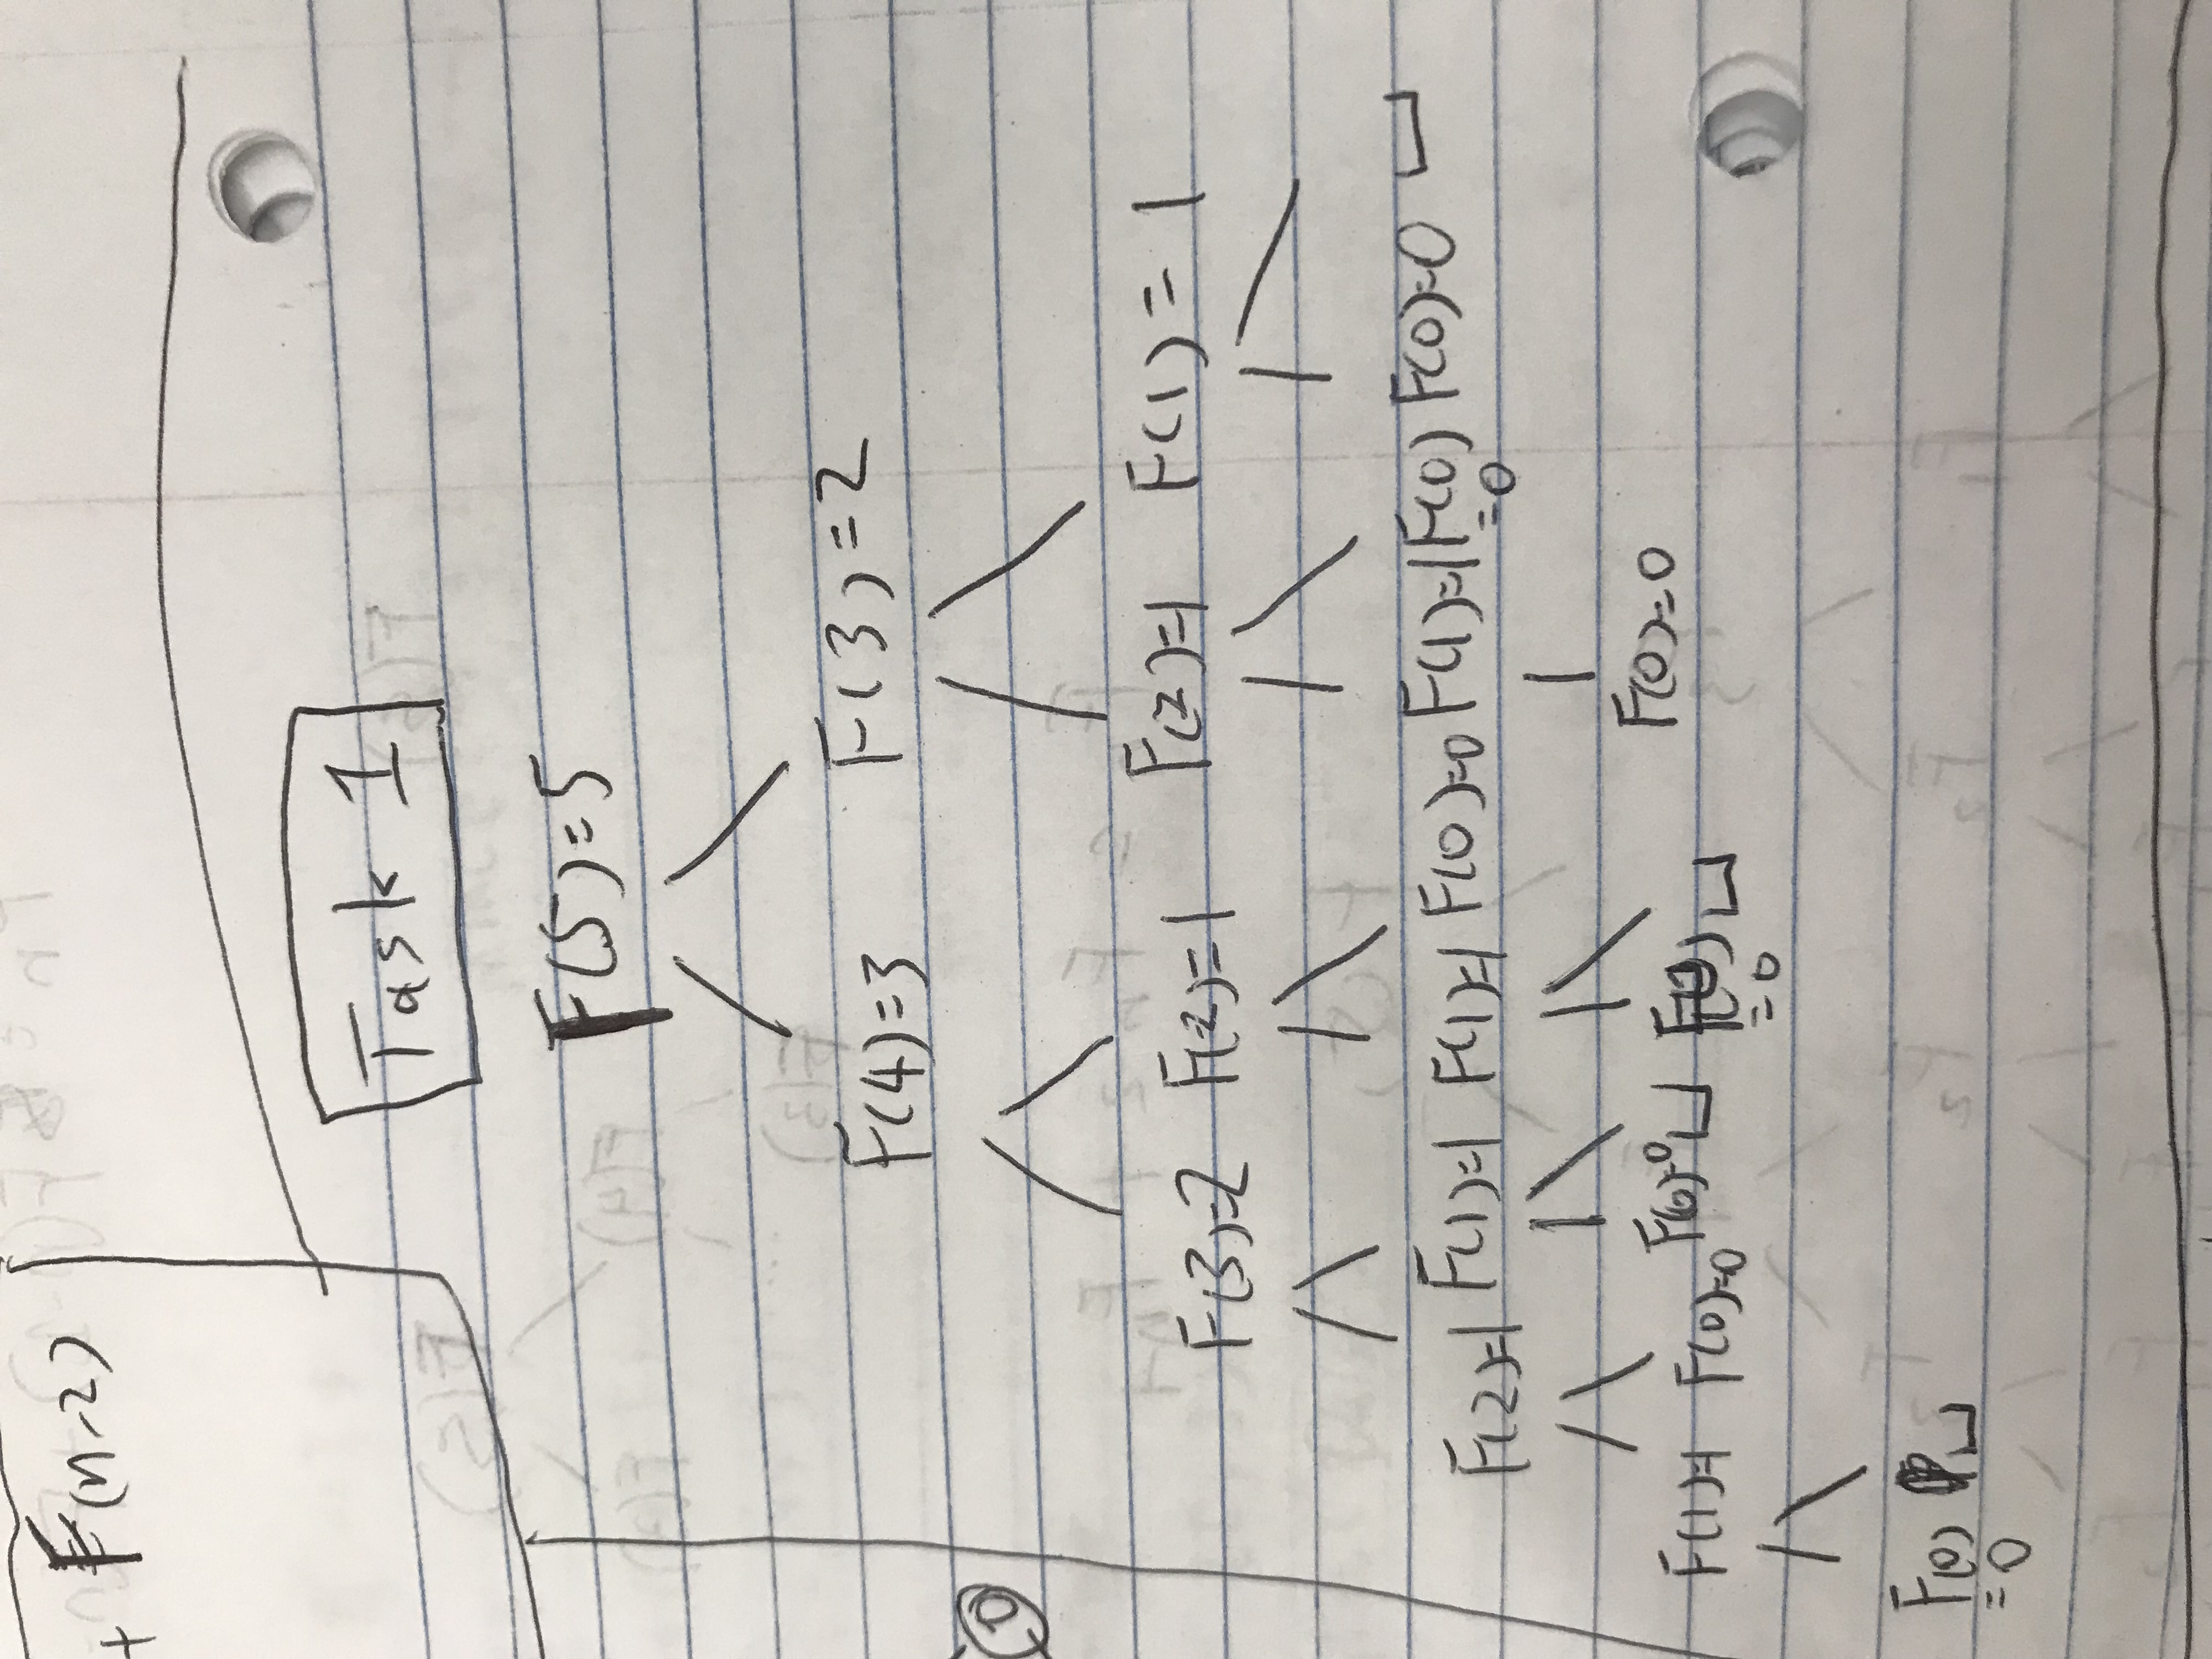 + F(n-2)
Task 1
F(5)=5
F(4)=3 F(3)=2
F(3)=2 F(2)=1 F(2)=1 F(1)=1
F(2)=1 F(1)=1 F(1)=1 F(0)=0 F(1)=1 F(0)=0 F(0)=0 ⊔
F(1)=1 F(0)=0 F(0)=0 ⊔ F(0)=0 ⊔ F(0)=0
F(0)=0 ⊔
0